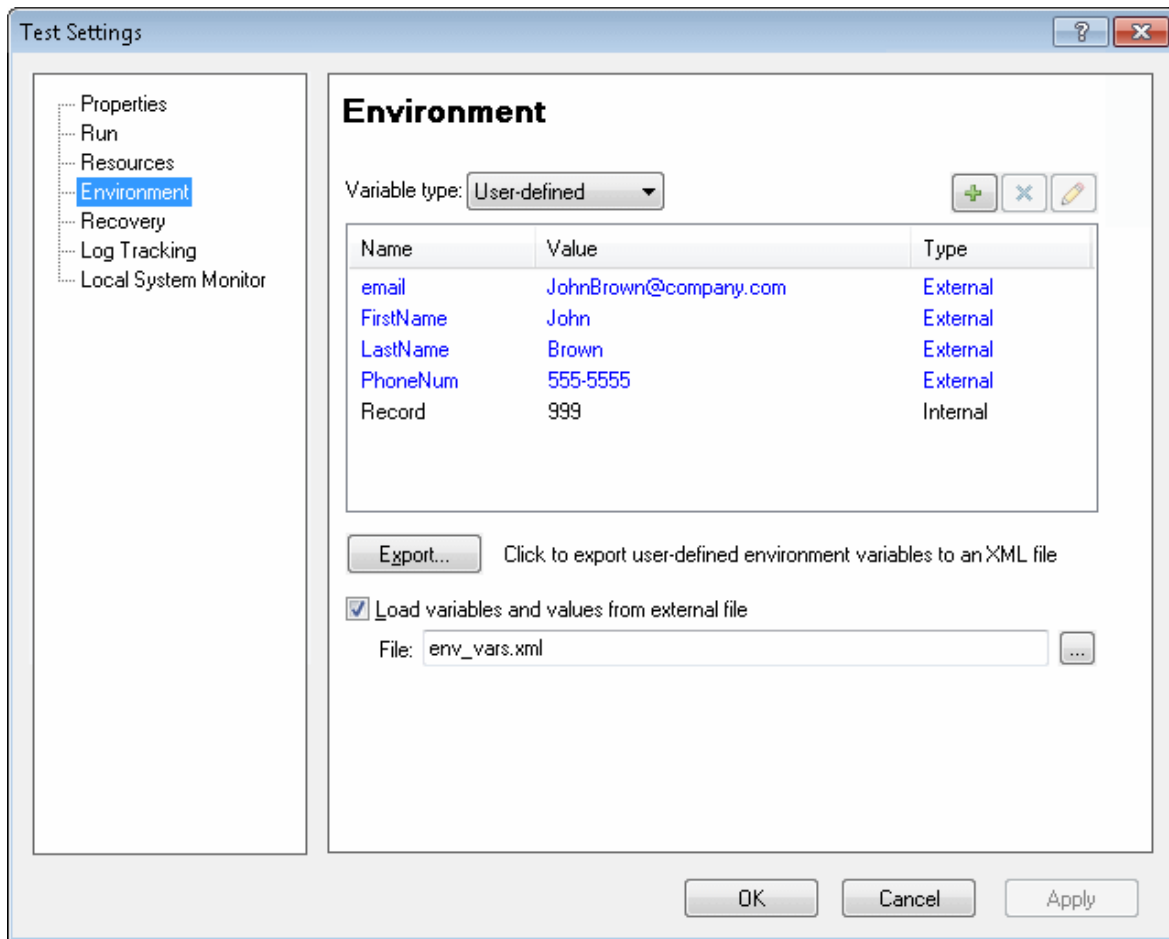 Test Settings
Properties
Run
Resources
Environment
Recovery
Log Tracking
Local System Monitor
Environment
Variable type: User-defined
Name Value Type
email JohnBrown@company.com External
FirstName John External
LastName Brown External
PhoneNum 555-5555 External
Record 999 Internal
Export... Click to export user-defined environment variables to an XML file
Load variables and values from external file
File: env_vars.xml ...
OK Cancel Apply